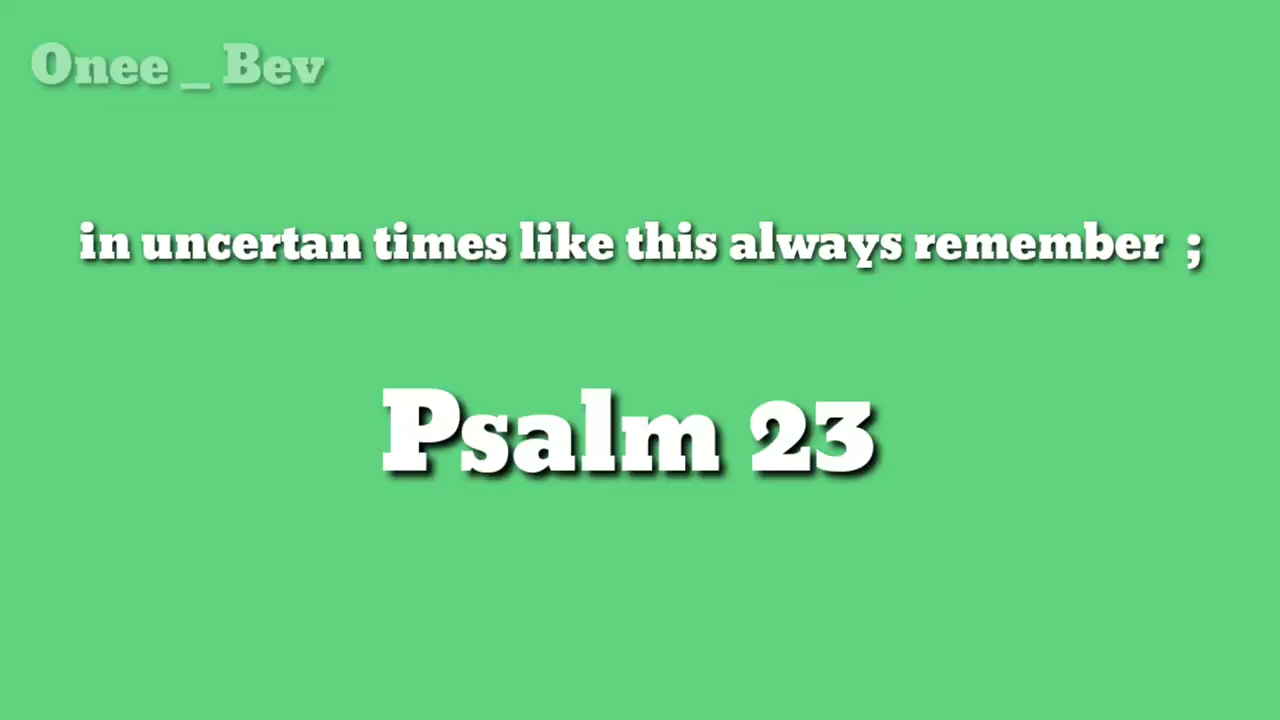 Onee _ Bev
in uncertan times like this always remember ;
Psalm 23